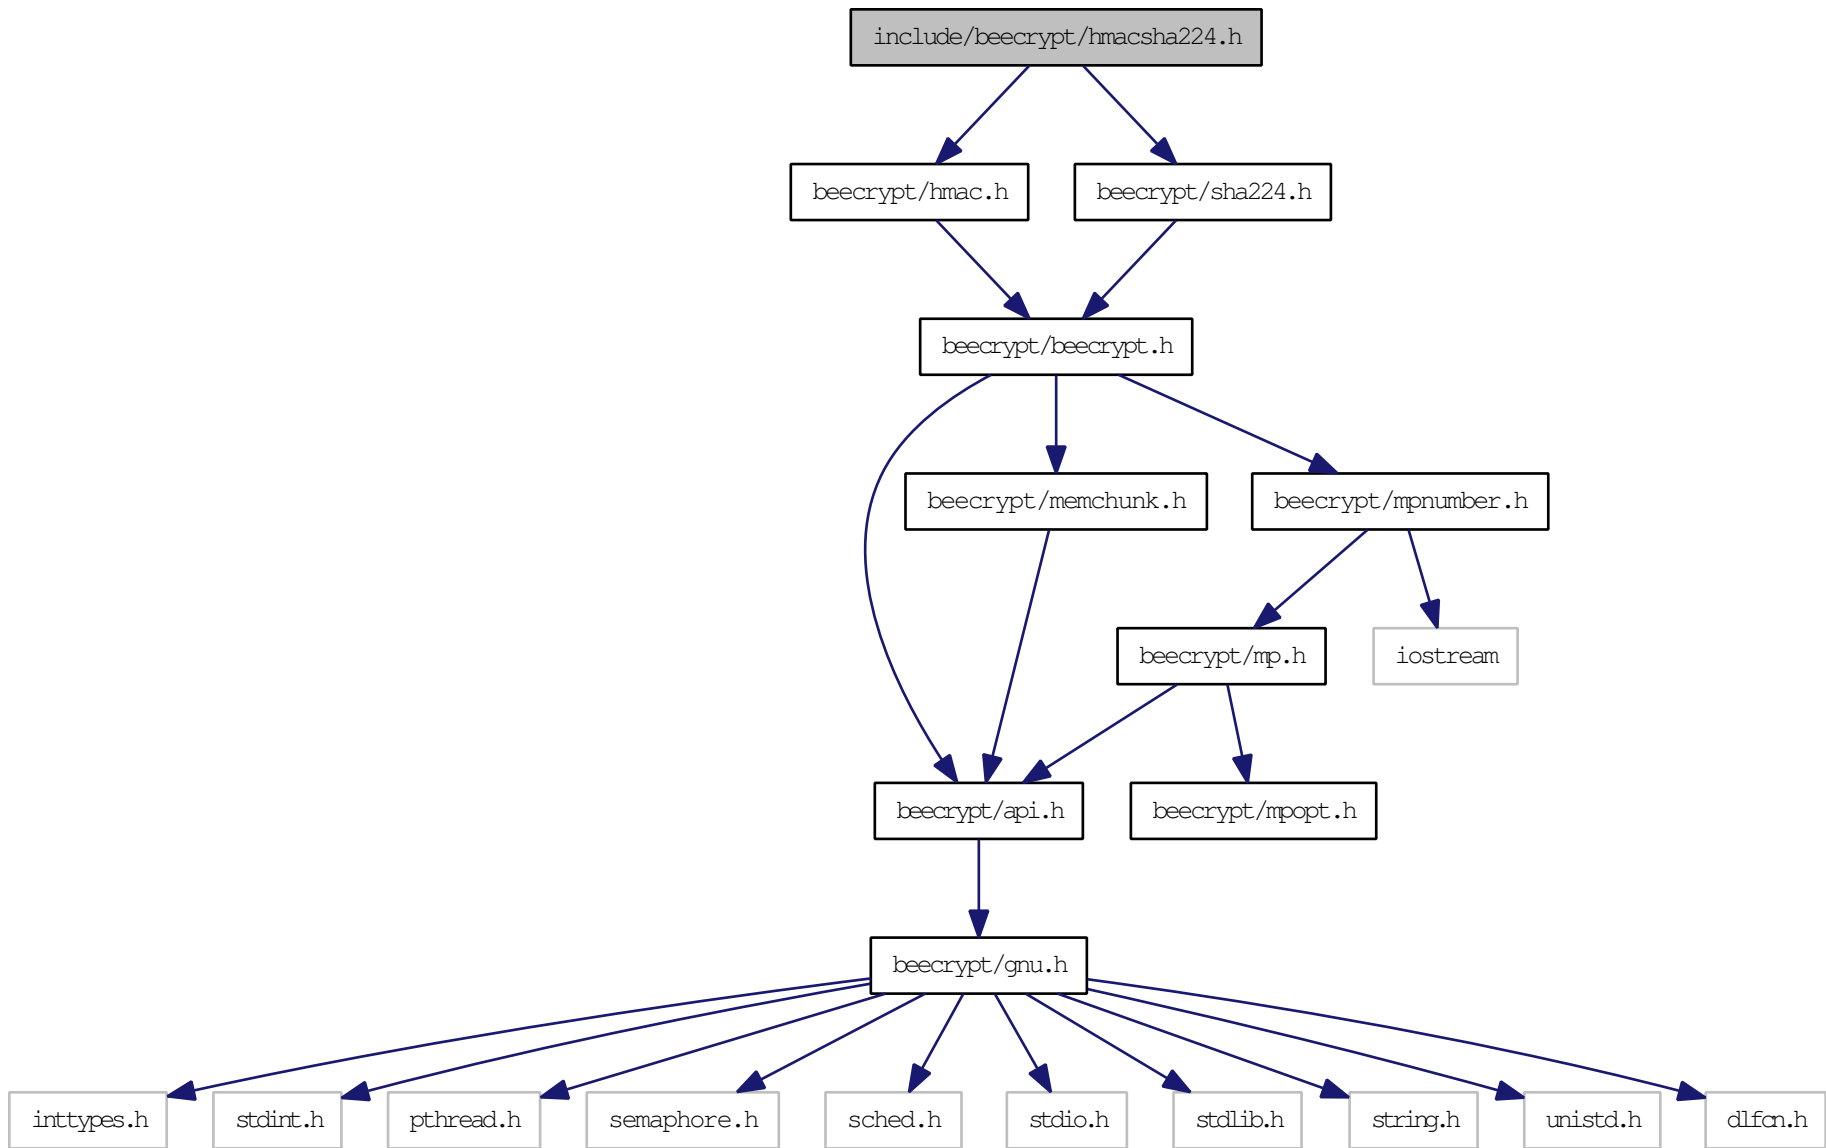 include/beecrypt/hmacsha224.h
beecrypt/hmac.h
beecrypt/sha224.h
beecrypt/beecrypt.h
beecrypt/memchunk.h
beecrypt/mpnumber.h
beecrypt/mp.h
iostream
beecrypt/api.h
beecrypt/mpopt.h
beecrypt/gnu.h
inttypes.h
stdint.h
pthread.h
semaphore.h
sched.h
stdio.h
stdlib.h
string.h
unistd.h
dlfcn.h